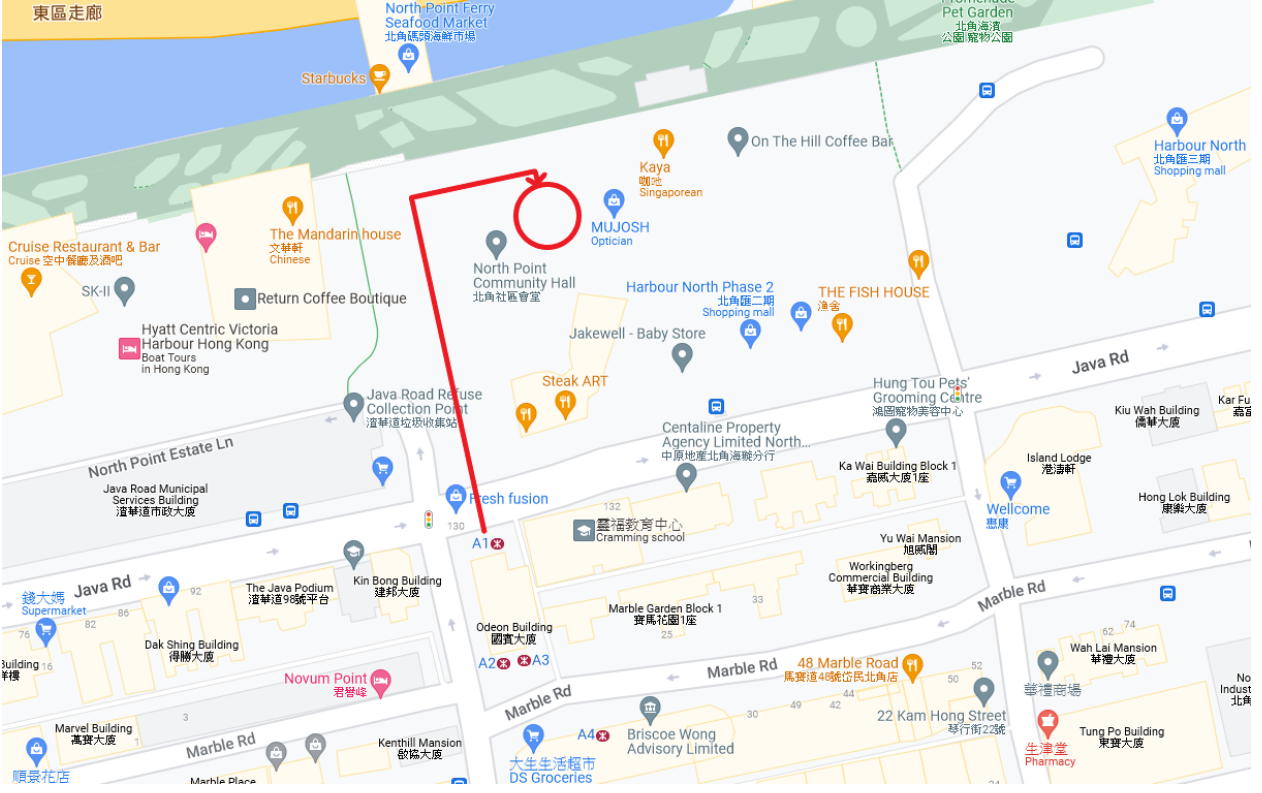 東區走廊
North Point Ferry
Seafood Market
北角碼頭海鮮市場
Starbucks
Promenade
Pet Garden
北角海濱
公園寵物公園
Harbour North
北角匯三期
Shopping mall
On The Hill Coffee Bar
Kaya
咖吔
Singaporean
MUJOSH
Optician
The Mandarin house
文華軒
Chinese
Cruise Restaurant & Bar
Cruise 空中餐廳及酒吧
SK-II
Return Coffee Boutique
North Point
Community Hall
北角社區會堂
Harbour North Phase 2
北角匯二期
Shopping mall
THE FISH HOUSE
漁舍
Hyatt Centric Victoria
Harbour Hong Kong
Boat Tours
in Hong Kong
Jakewell - Baby Store
Java Rd
Steak ART
Java Road Refuse
Collection Point
渣華道垃圾收集站
Hung Tou Pets'
Grooming Centre
鴻圖寵物美容中心
Kiu Wah Building
僑華大廈
Kar Fu
嘉富
Centaline Property
Agency Limited North...
中原地產北角海龍分行
North Point Estate Ln
Ka Wai Building Block 1
嘉威大廈1座
Island Lodge
港濤軒
Java Road Municipal
Services Building
渣華道市政大廈
Fresh fusion
Hong Lok Building
康樂大廈
Wellcome
惠康
132
130
靈福教育中心
Cramming school
A1
Yu Wai Mansion
旭威閣
Workingberg
Commercial Building
華寶商業大廈
Java Rd
Kin Bong Building
建邦大廈
The Java Podium
渣華道98號平台
92
86
82
76
錢大媽
Supermarket
Marble Rd
33
Marble Garden Block 1
寶馬花園1座
25
Odeon Building
國賓大廈
Dak Shing Building
得勝大廈
62
74
Wah Lai Mansion
華禮大廈
Building
16
A2
A3
Marble Rd
48 Marble Road
馬寶道48號岱民北角店
52
50
49
44
42
30
Novum Point
君譽峰
Marble Rd
華禮商場
22 Kam Hong Street
琴行街22號
3
Marvel Building
萬寶大廈
1
Marble Rd
Kenthill Mansion
啟協大廈
A4
Briscoe Wong
Advisory Limited
Tung Po Building
東寶大廈
生津堂
Pharmacy
大生生活超市
DS Groceries
順景花店
Marble Place
24